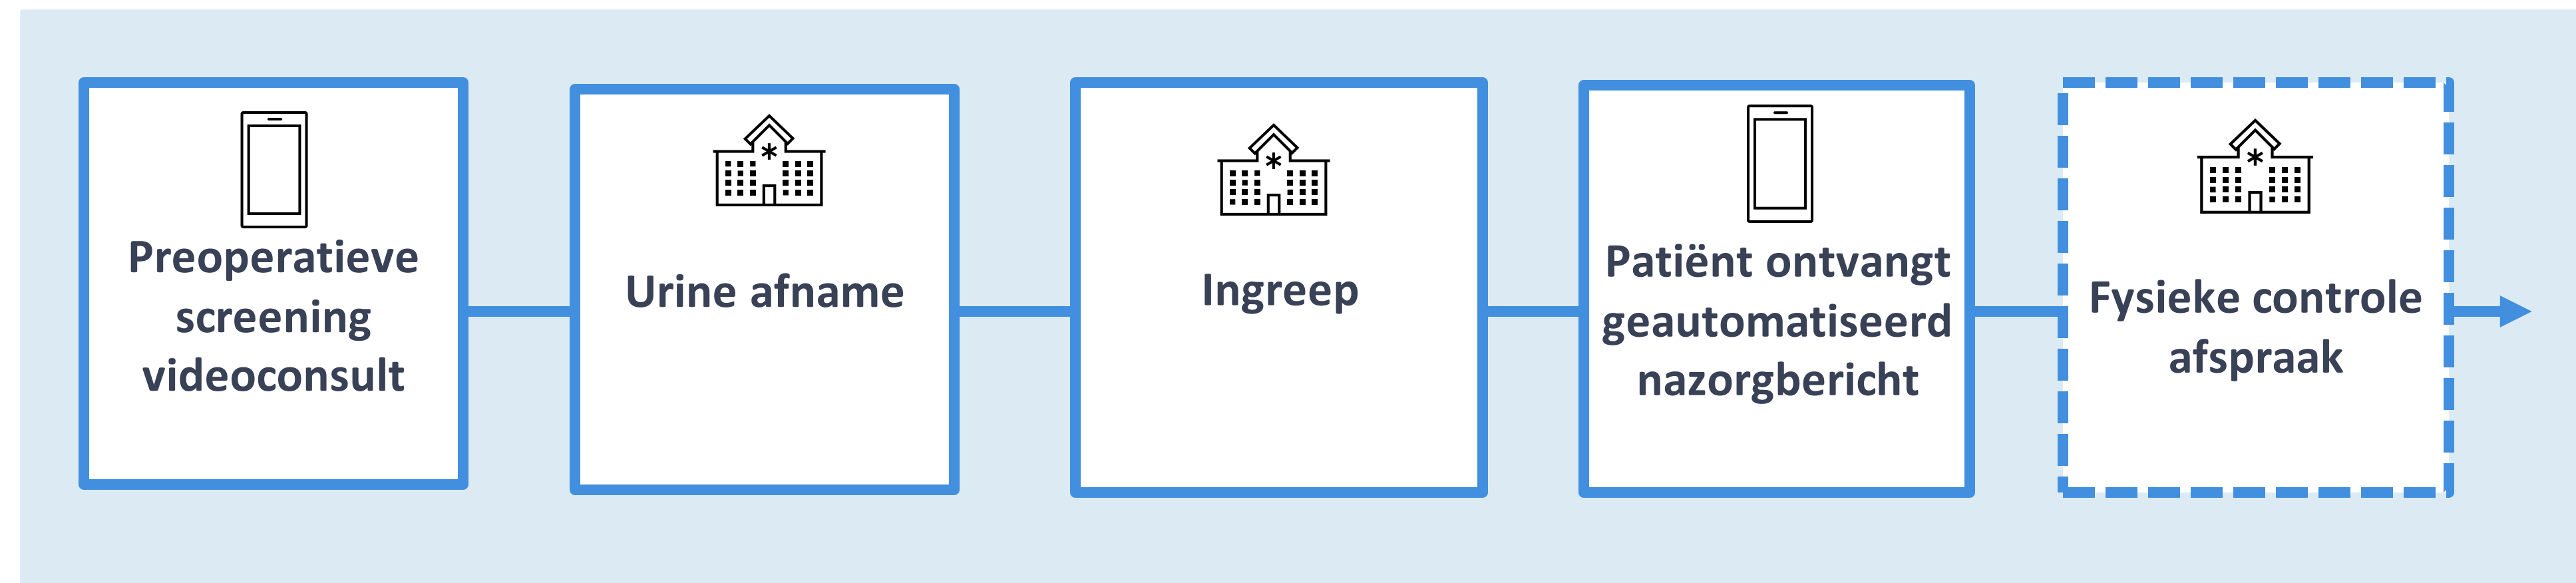 Preoperatieve
screening
videoconsult
Urine afname
Ingreep
Patiënt ontvangt
geautomatiseerd
nazorgbericht
Fysieke controle
afspraak